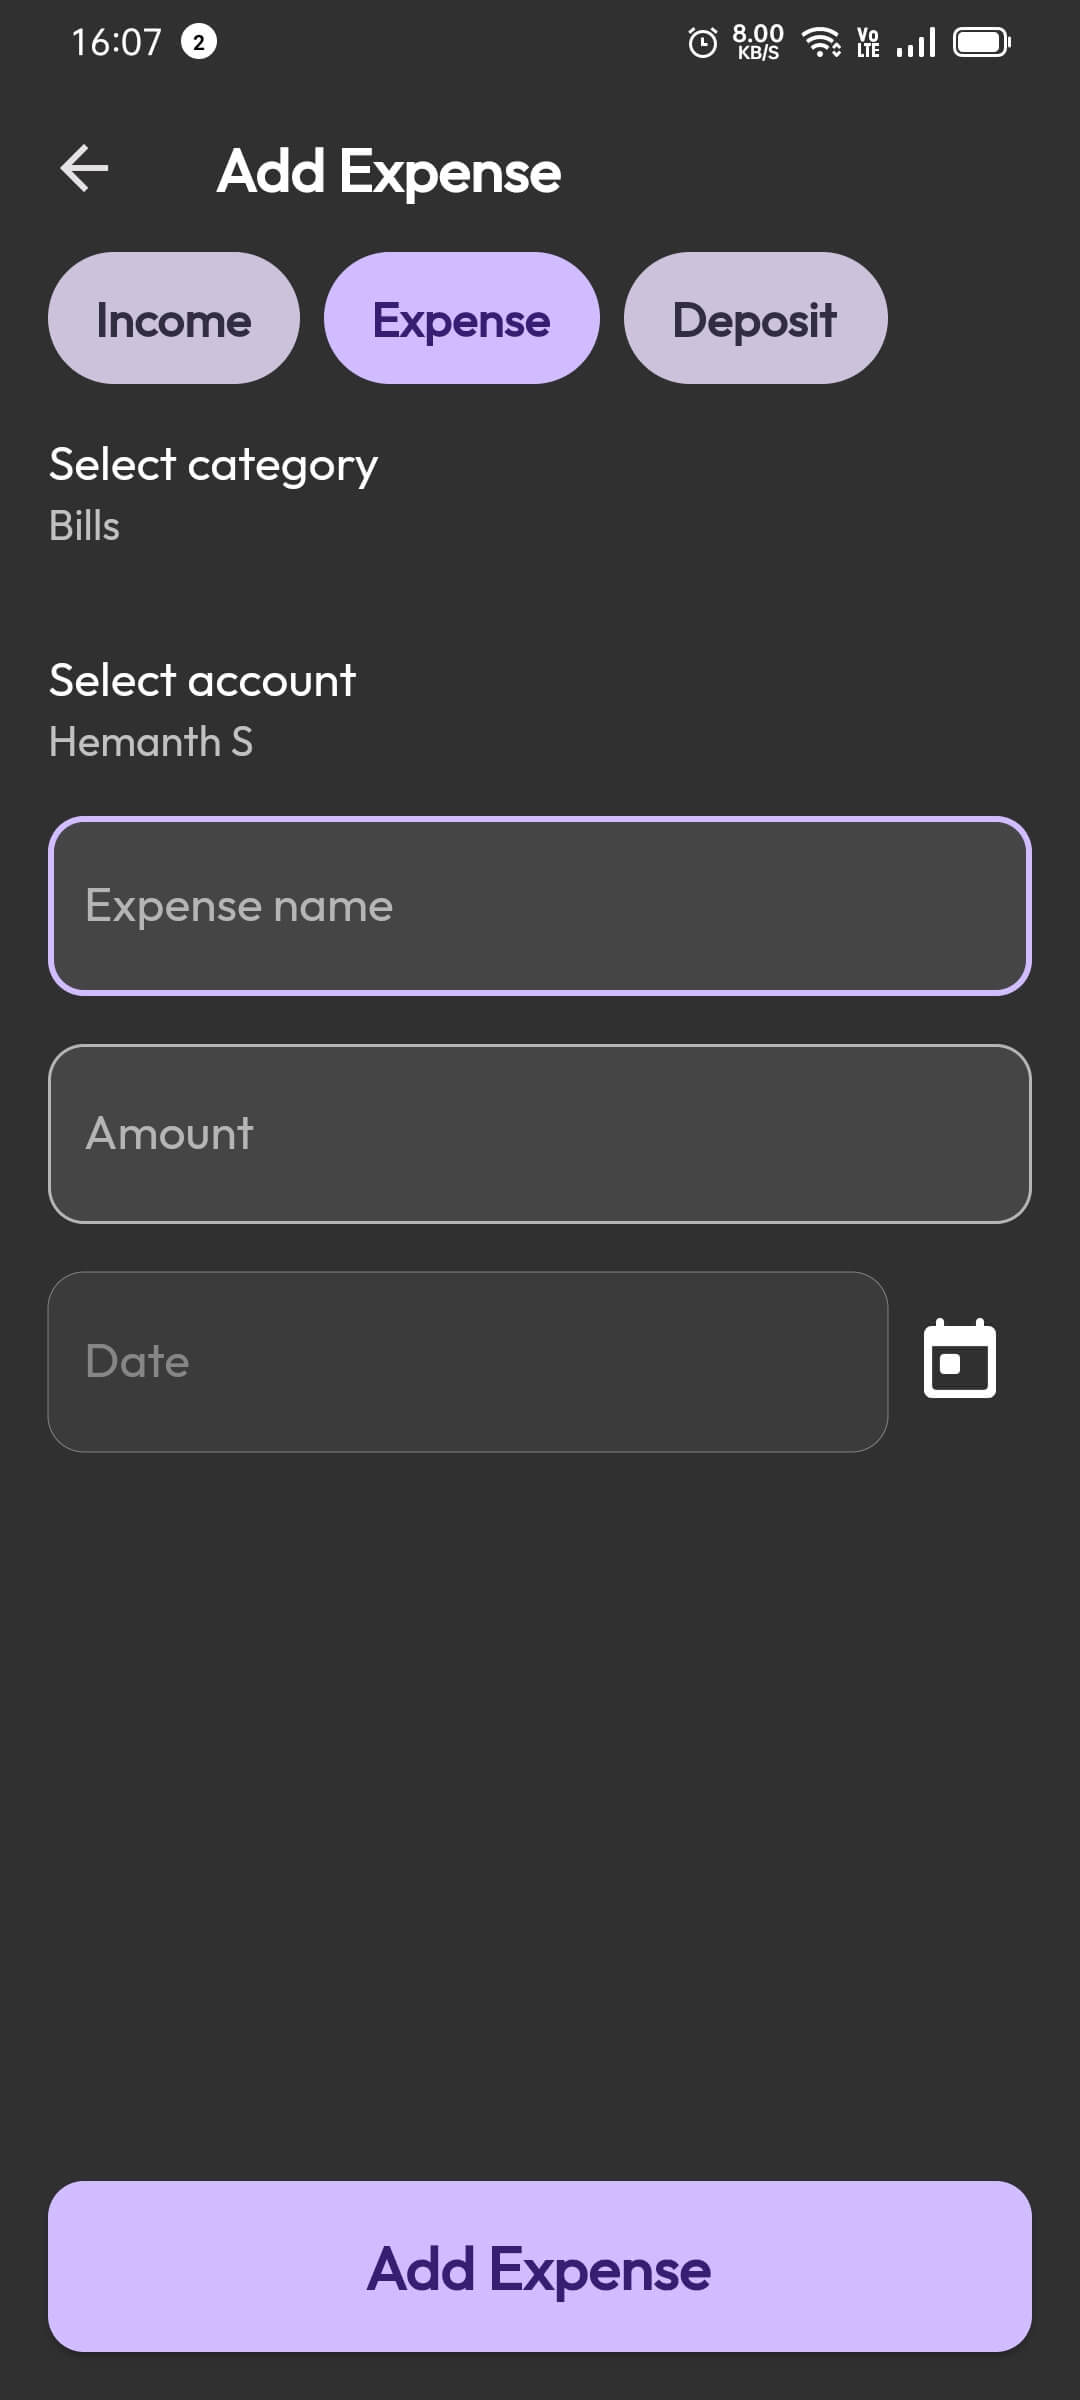 16:07 2 8.00 KB/S Vo LTE
Add Expense
Income Expense Deposit
Select category
Bills
Select account
Hemanth S
Expense name
Amount
Date
Add Expense